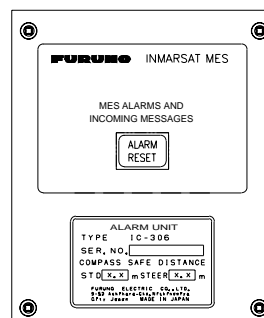 FURUNO INMARSAT MES
MES ALARMS AND
INCOMING MESSAGES
ALARM
RESET
ALARM UNIT
TYPE IC-306
SER. NO.
COMPASS SAFE DISTANCE
STD X.X m STEER X.X m
FURUNO ELECTRIC CO.,LTD.
MADE IN JAPAN